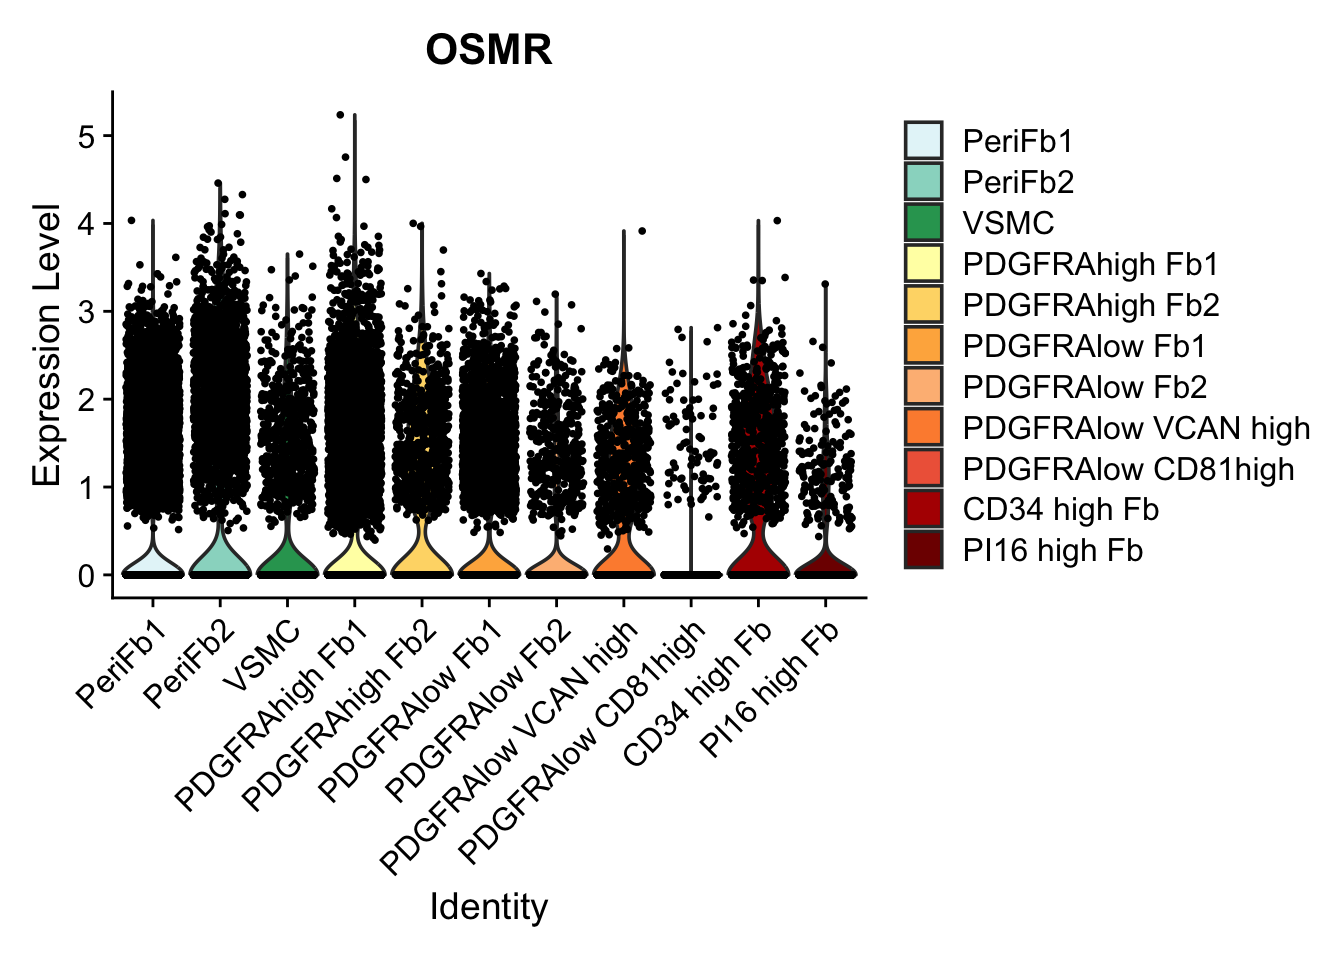 OSMR
Expression Level
5
4
3
2
1
0
PeriFb1
PeriFb2
VSMC
PDGFRAhigh Fb1
PDGFRAhigh Fb2
PDGFRAlow Fb1
PDGFRAlow Fb2
PDGFRAlow VCAN high
PDGFRAlow CD81high
CD34 high Fb
PI16 high Fb
Identity
PeriFb1
PeriFb2
VSMC
PDGFRAhigh Fb1
PDGFRAhigh Fb2
PDGFRAlow Fb1
PDGFRAlow Fb2
PDGFRAlow VCAN high
PDGFRAlow CD81high
CD34 high Fb
PI16 high Fb